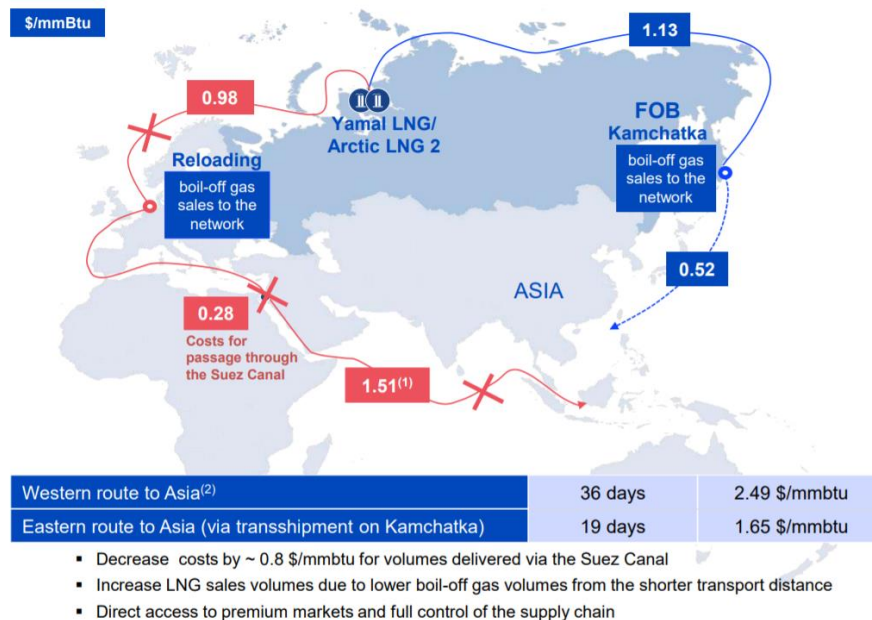 $/mmBtu
1.13
0.98
Yamal LNG/
Arctic LNG 2
FOB
Kamchatka
boil-off gas
sales to the
network
Reloading
boil-off gas
sales to the
network
0.52
ASIA
0.28
Costs for
passage through
the Suez Canal
1.51(1)
Western route to Asia(2) 36 days 2.49 $/mmbtu
Eastern route to Asia (via transshipment on Kamchatka) 19 days 1.65 $/mmbtu
▪ Decrease costs by ~ 0.8 $/mmbtu for volumes delivered via the Suez Canal
▪ Increase LNG sales volumes due to lower boil-off gas volumes from the shorter transport distance
▪ Direct access to premium markets and full control of the supply chain